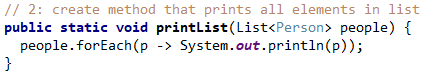 // 2: create method that prints all elements in list
public static void printList(List<Person> people) {
  people.forEach(p -> System.out.println(p));
}